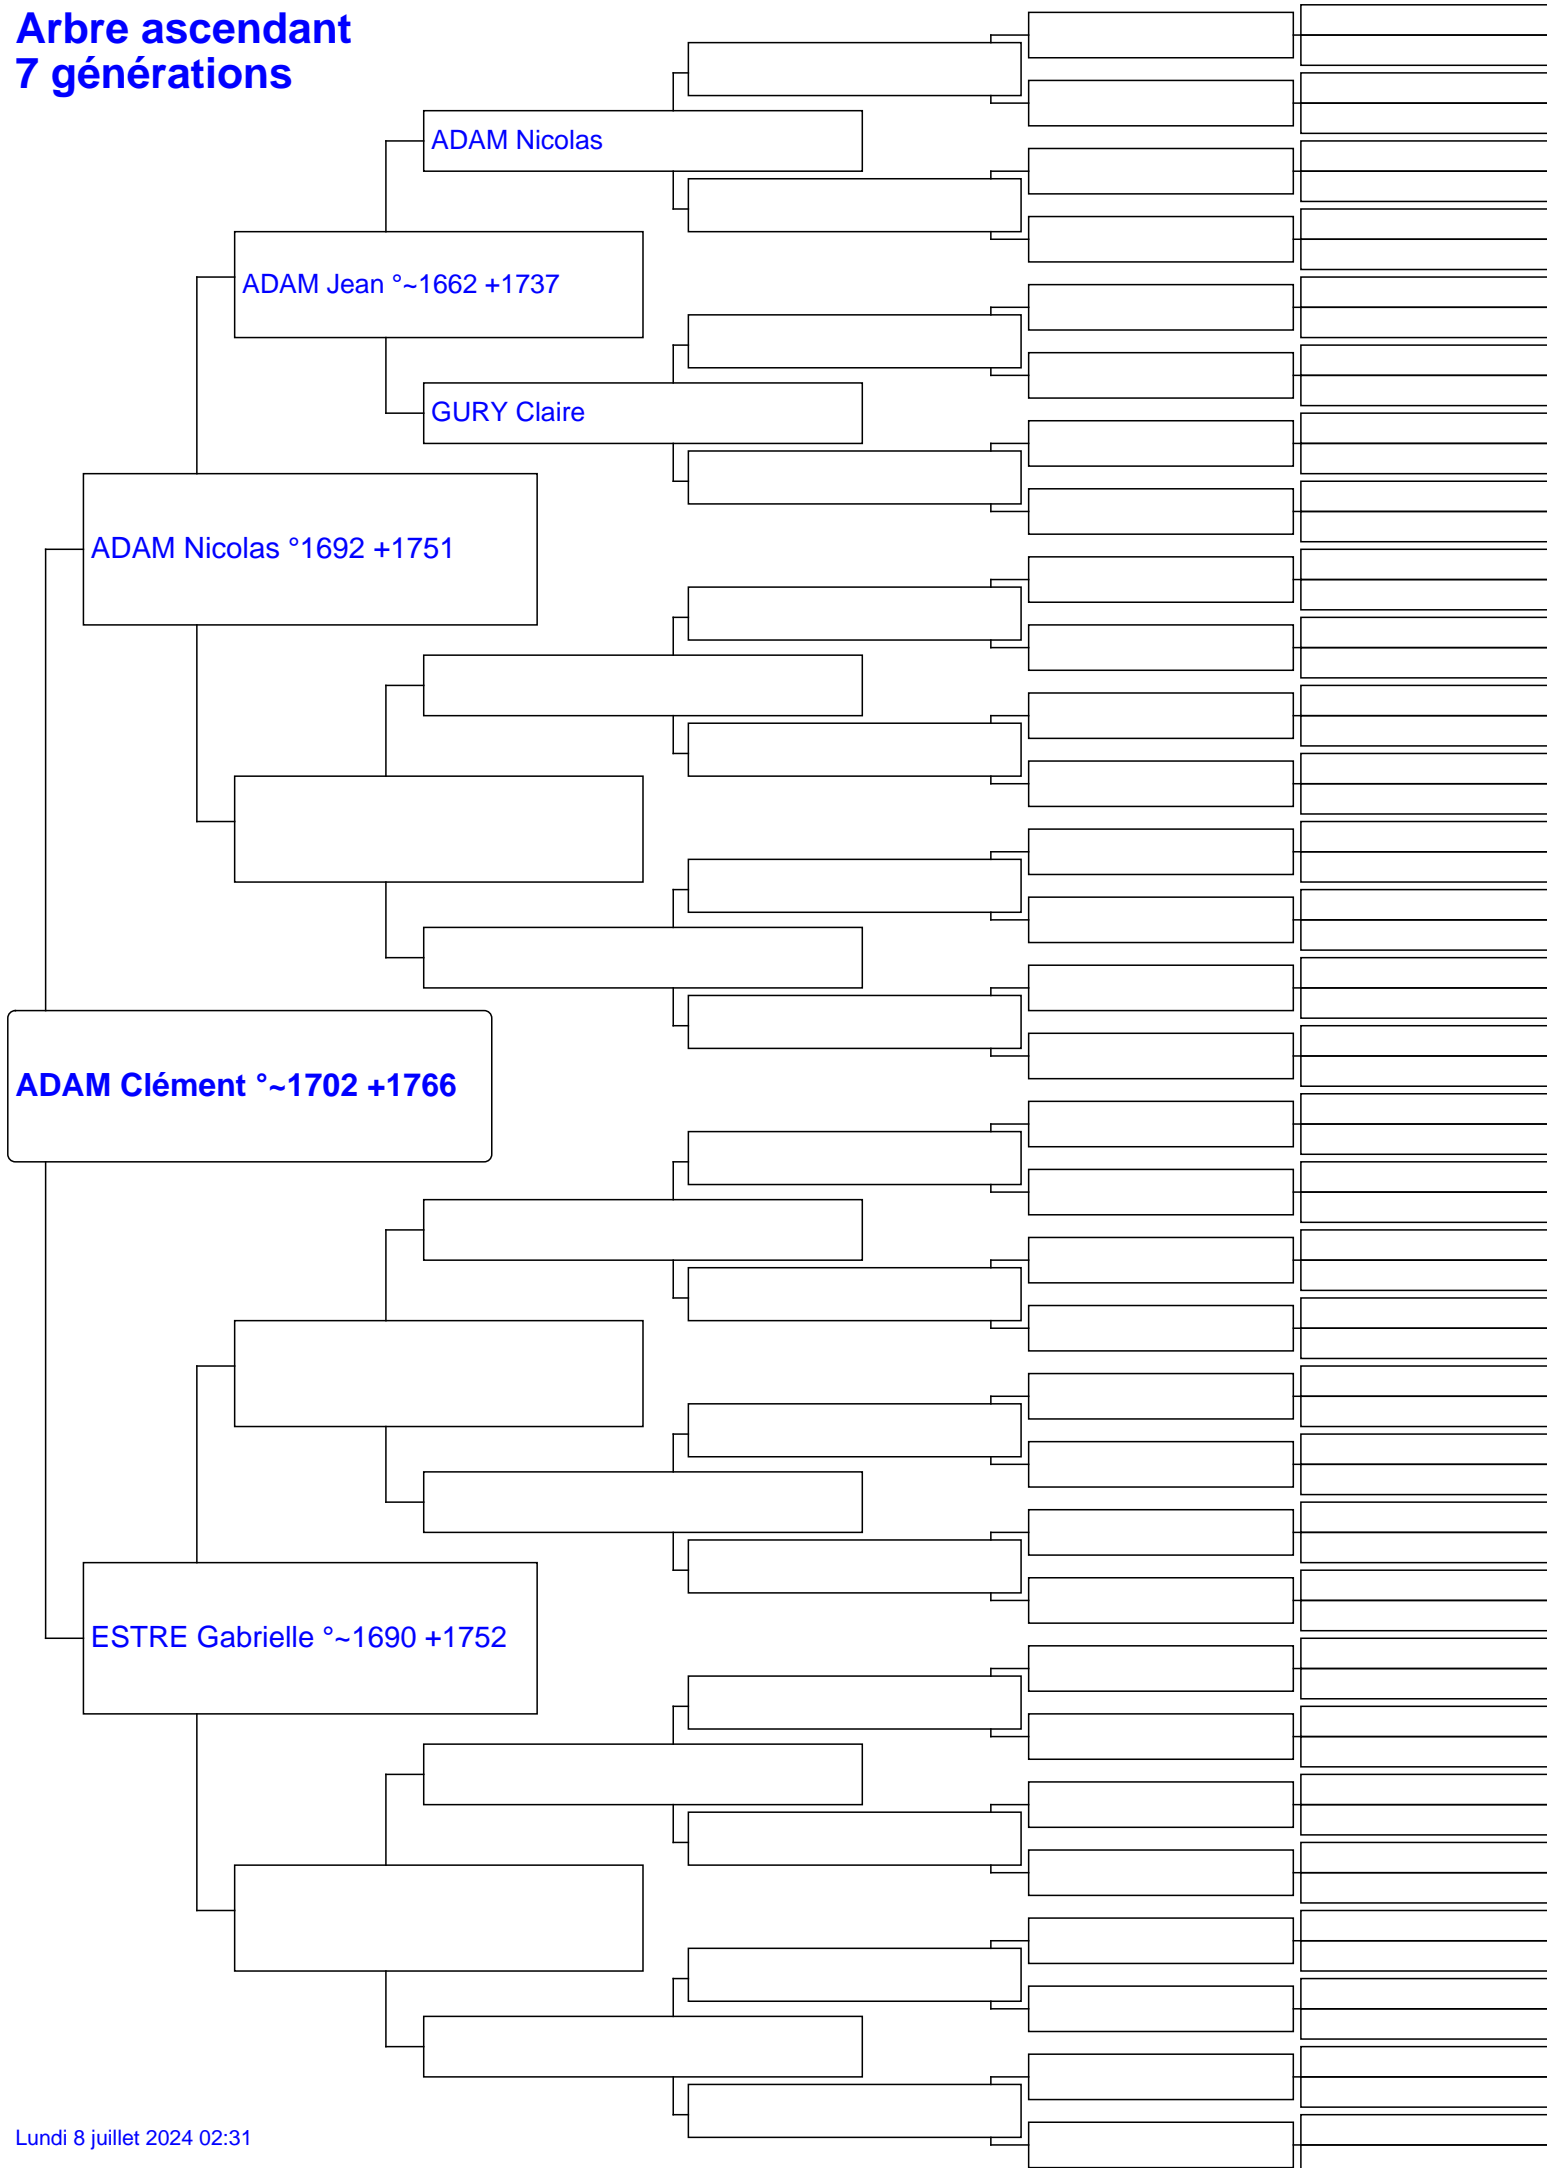 Arbre ascendant
7 générations
ADAM Nicolas
ADAM Jean °~1662 +1737
GURY Claire
ADAM Nicolas °1692 +1751
ADAM Clément °~1702 +1766
ESTRE Gabrielle °~1690 +1752
Lundi 8 juillet 2024 02:31